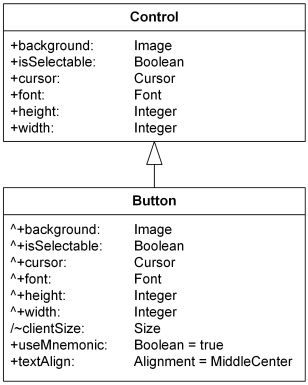 Control
+background: Image
+isSelectable: Boolean
+cursor: Cursor
+font: Font
+height: Integer
+width: Integer
Button
^+background: Image
^+isSelectable: Boolean
^+cursor: Cursor
^+font: Font
^+height: Integer
^+width: Integer
/~clientSize: Size
+useMnemonic: Boolean = true
+textAlign: Alignment = MiddleCenter